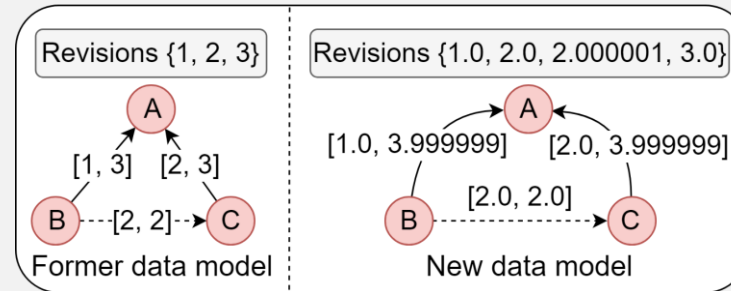 Revisions {1, 2, 3}
A
[1, 3]
[2, 3]
B
[2, 2]
C
Former data model
Revisions {1.0, 2.0, 2.000001, 3.0}
A
[1.0, 3.999999]
[2.0, 3.999999]
[2.0, 2.0]
B
C
New data model